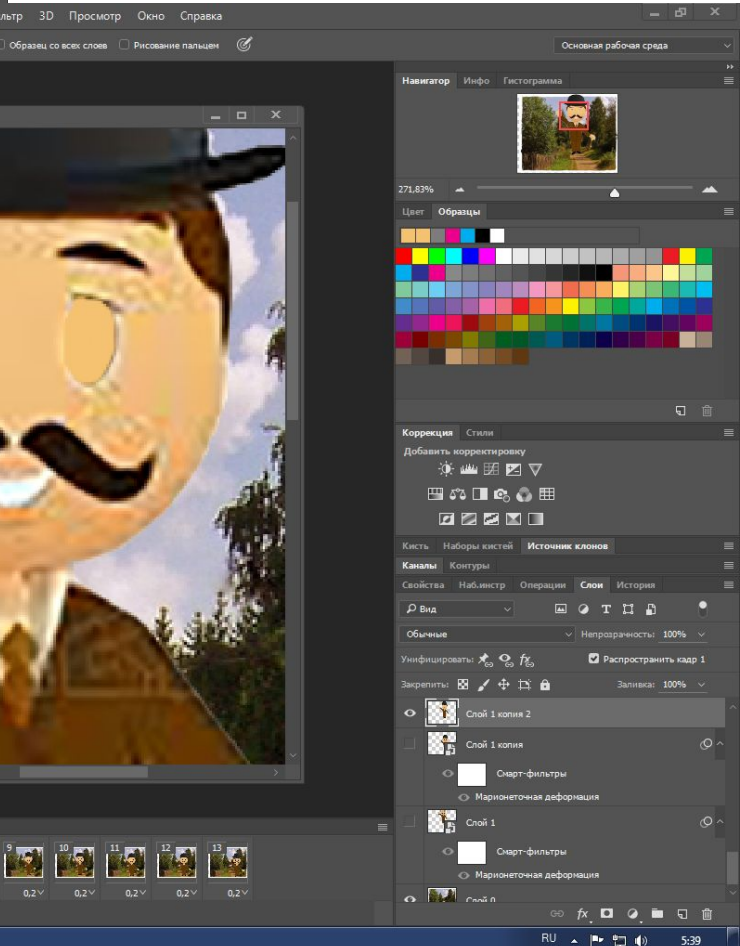 льтр 3D Просмотр Окно Справка
Образец со всех слоев Рисование пальцем
Основная рабочая среда
Навигатор Инфо Гистограмма
271,83%
Цвет Образцы
Коррекция Стили
Добавить корректировку
Кисть Наборы кистей Источник клонов
Каналы Контуры
Свойства Наб.инстр Операции Слои История
Вид
Обычные Непрозрачность: 100%
Унифицировать: Распространить кадр 1
Закрепить: Заливка: 100%
Слой 1 копия 2
Слой 1 копия
Смарт-фильтры
Марионеточная деформация
Слой 1
Смарт-фильтры
Марионеточная деформация
Слой 0
fx
9 10 11 12 13
0,2 0,2 0,2 0,2 0,2
RU 5:39